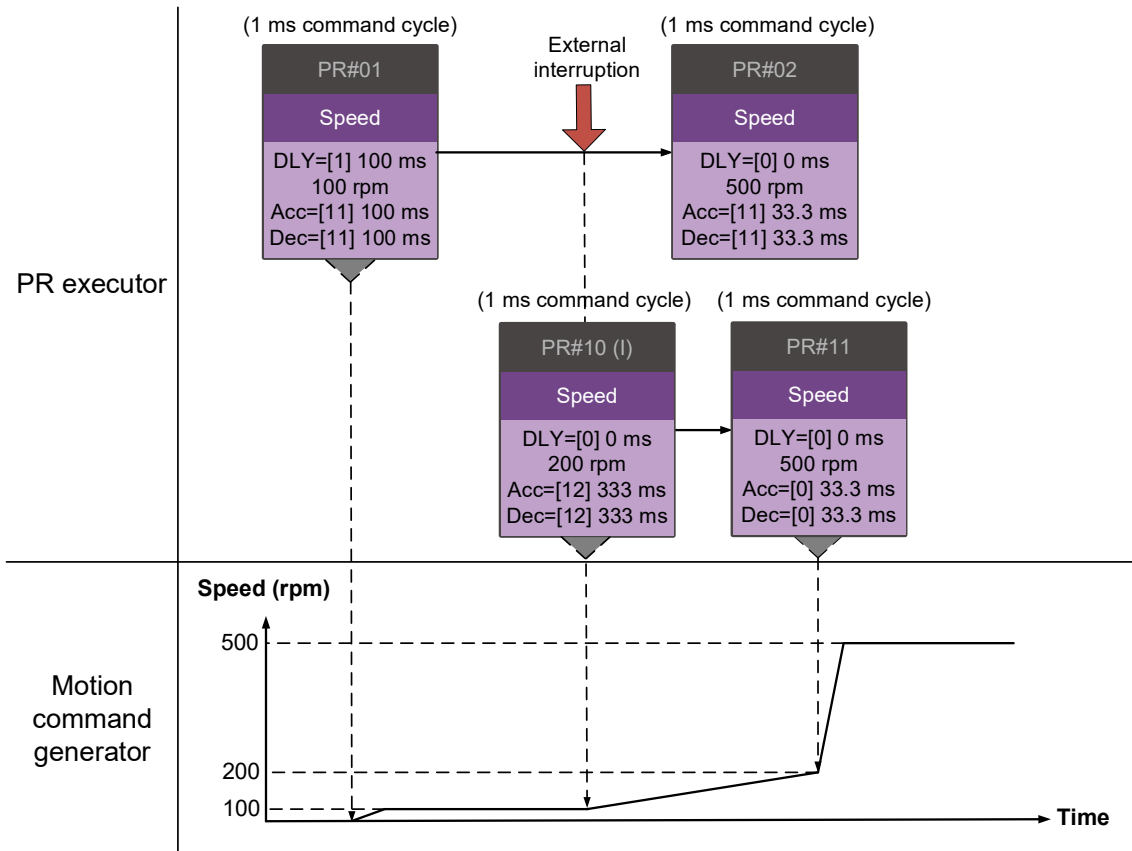 (1 ms command cycle)
PR#01
Speed
DLY=[1] 100 ms
100 rpm
Acc=[11] 100 ms
Dec=[11] 100 ms
External
interruption
(1 ms command cycle)
PR#02
Speed
DLY=[0] 0 ms
500 rpm
Acc=[11] 33.3 ms
Dec=[11] 33.3 ms
PR executor
(1 ms command cycle)
PR#10 (I)
Speed
DLY=[0] 0 ms
200 rpm
Acc=[12] 333 ms
Dec=[12] 333 ms
(1 ms command cycle)
PR#11
Speed
DLY=[0] 0 ms
500 rpm
Acc=[0] 33.3 ms
Dec=[0] 33.3 ms
Motion
command
generator
Speed (rpm)
500
200
100
Time